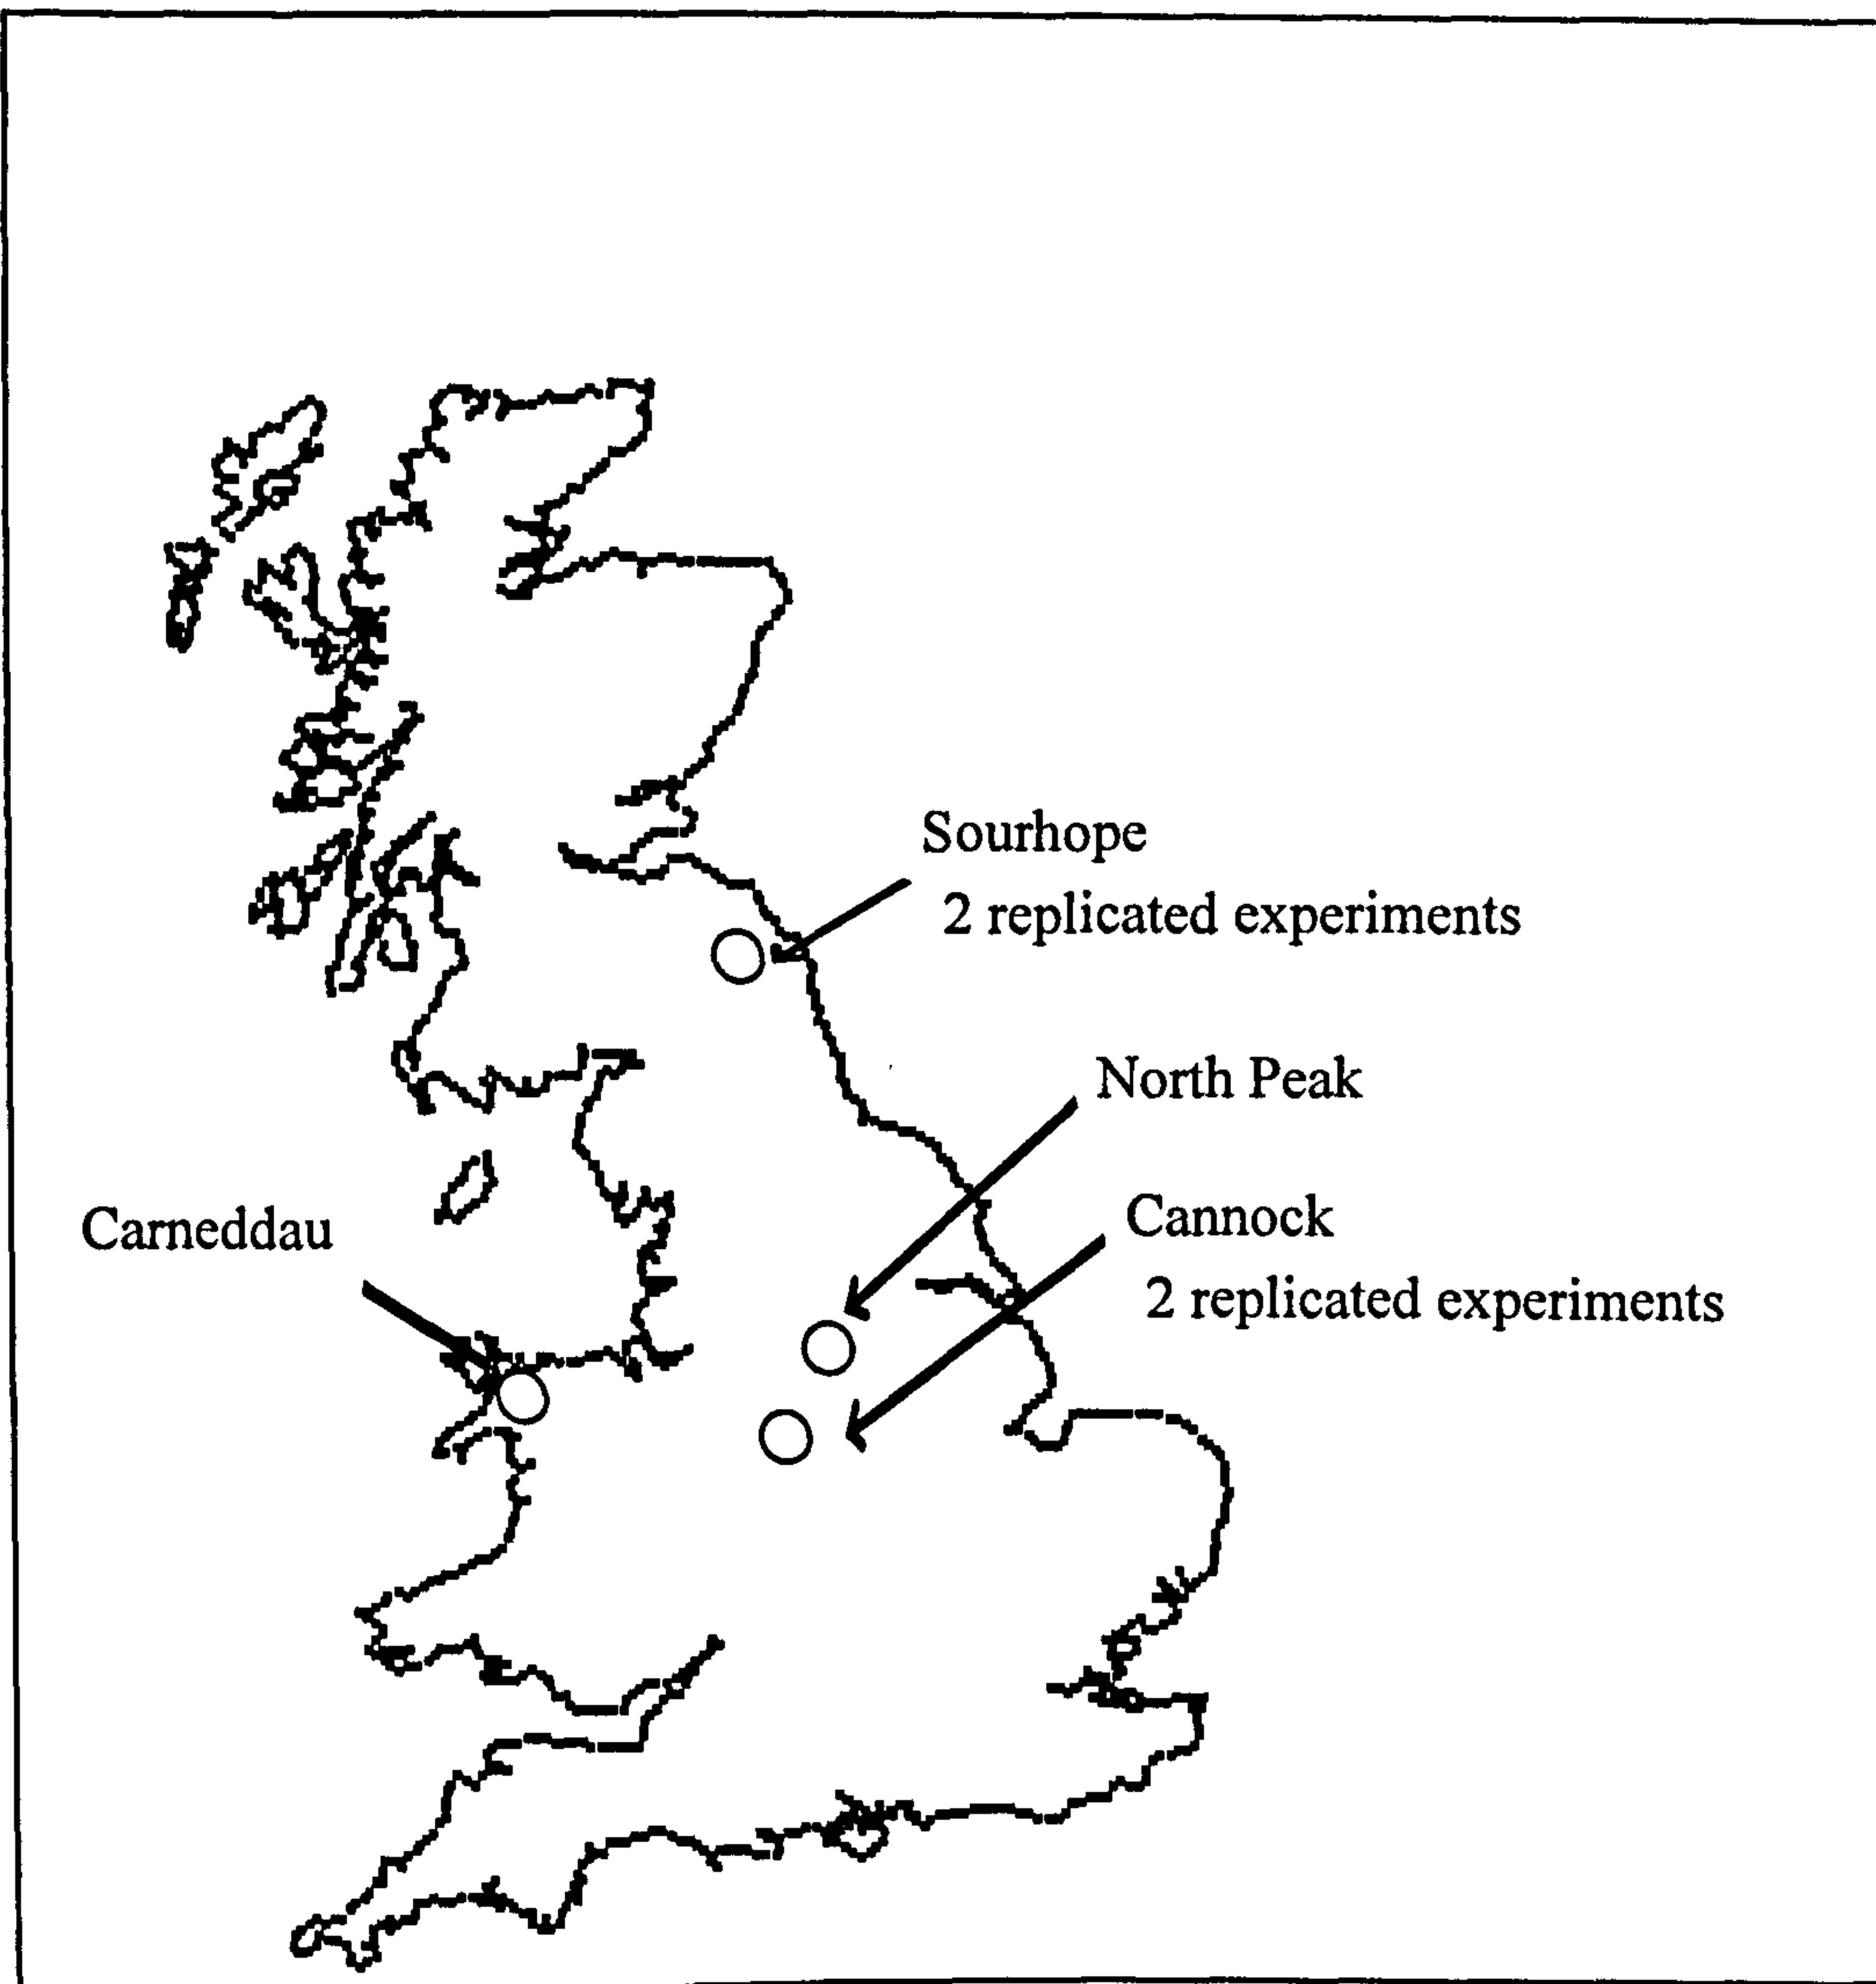 Sourhope
2 replicated experiments
North Peak
Cannock
2 replicated experiments
Carneddau